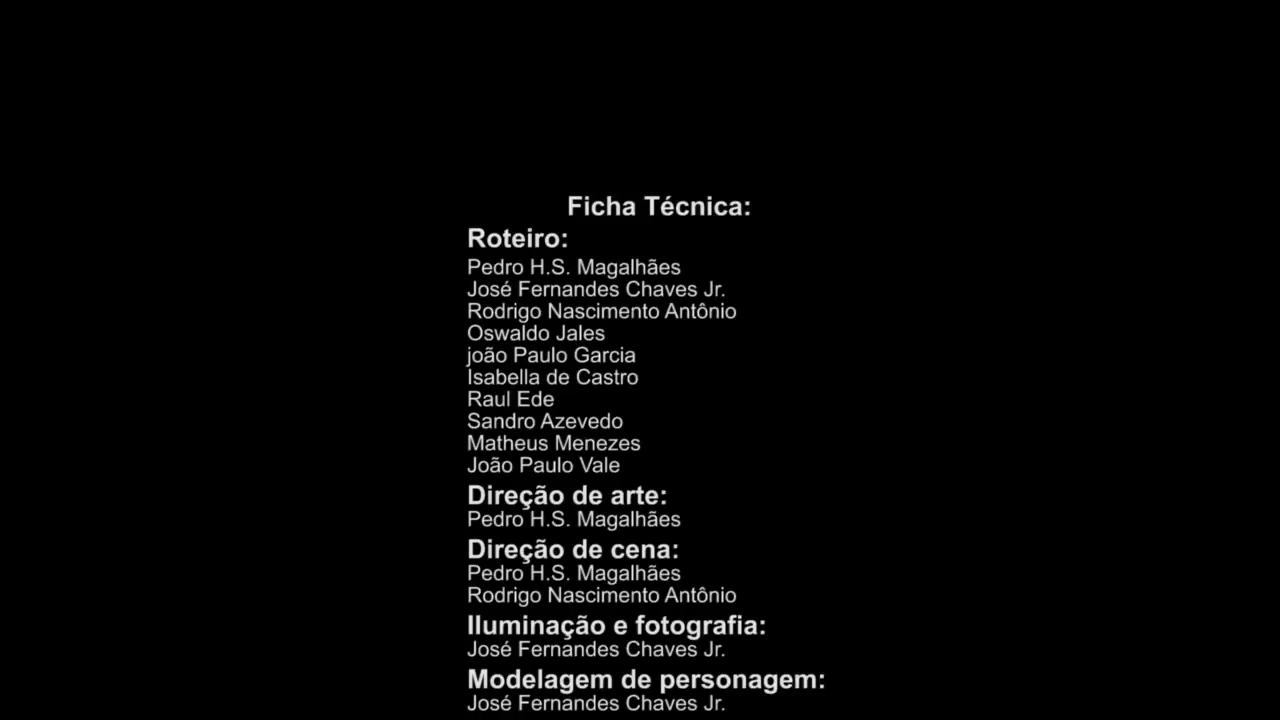 Ficha Técnica:
Roteiro:
Pedro H.S. Magalhães
José Fernandes Chaves Jr.
Rodrigo Nascimento Antônio
Oswaldo Jales
joão Paulo Garcia
Isabella de Castro
Raul Ede
Sandro Azevedo
Matheus Menezes
João Paulo Vale
Direção de arte:
Pedro H.S. Magalhães
Direção de cena:
Pedro H.S. Magalhães
Rodrigo Nascimento Antônio
Iluminação e fotografia:
José Fernandes Chaves Jr.
Modelagem de personagem:
José Fernandes Chaves Jr.